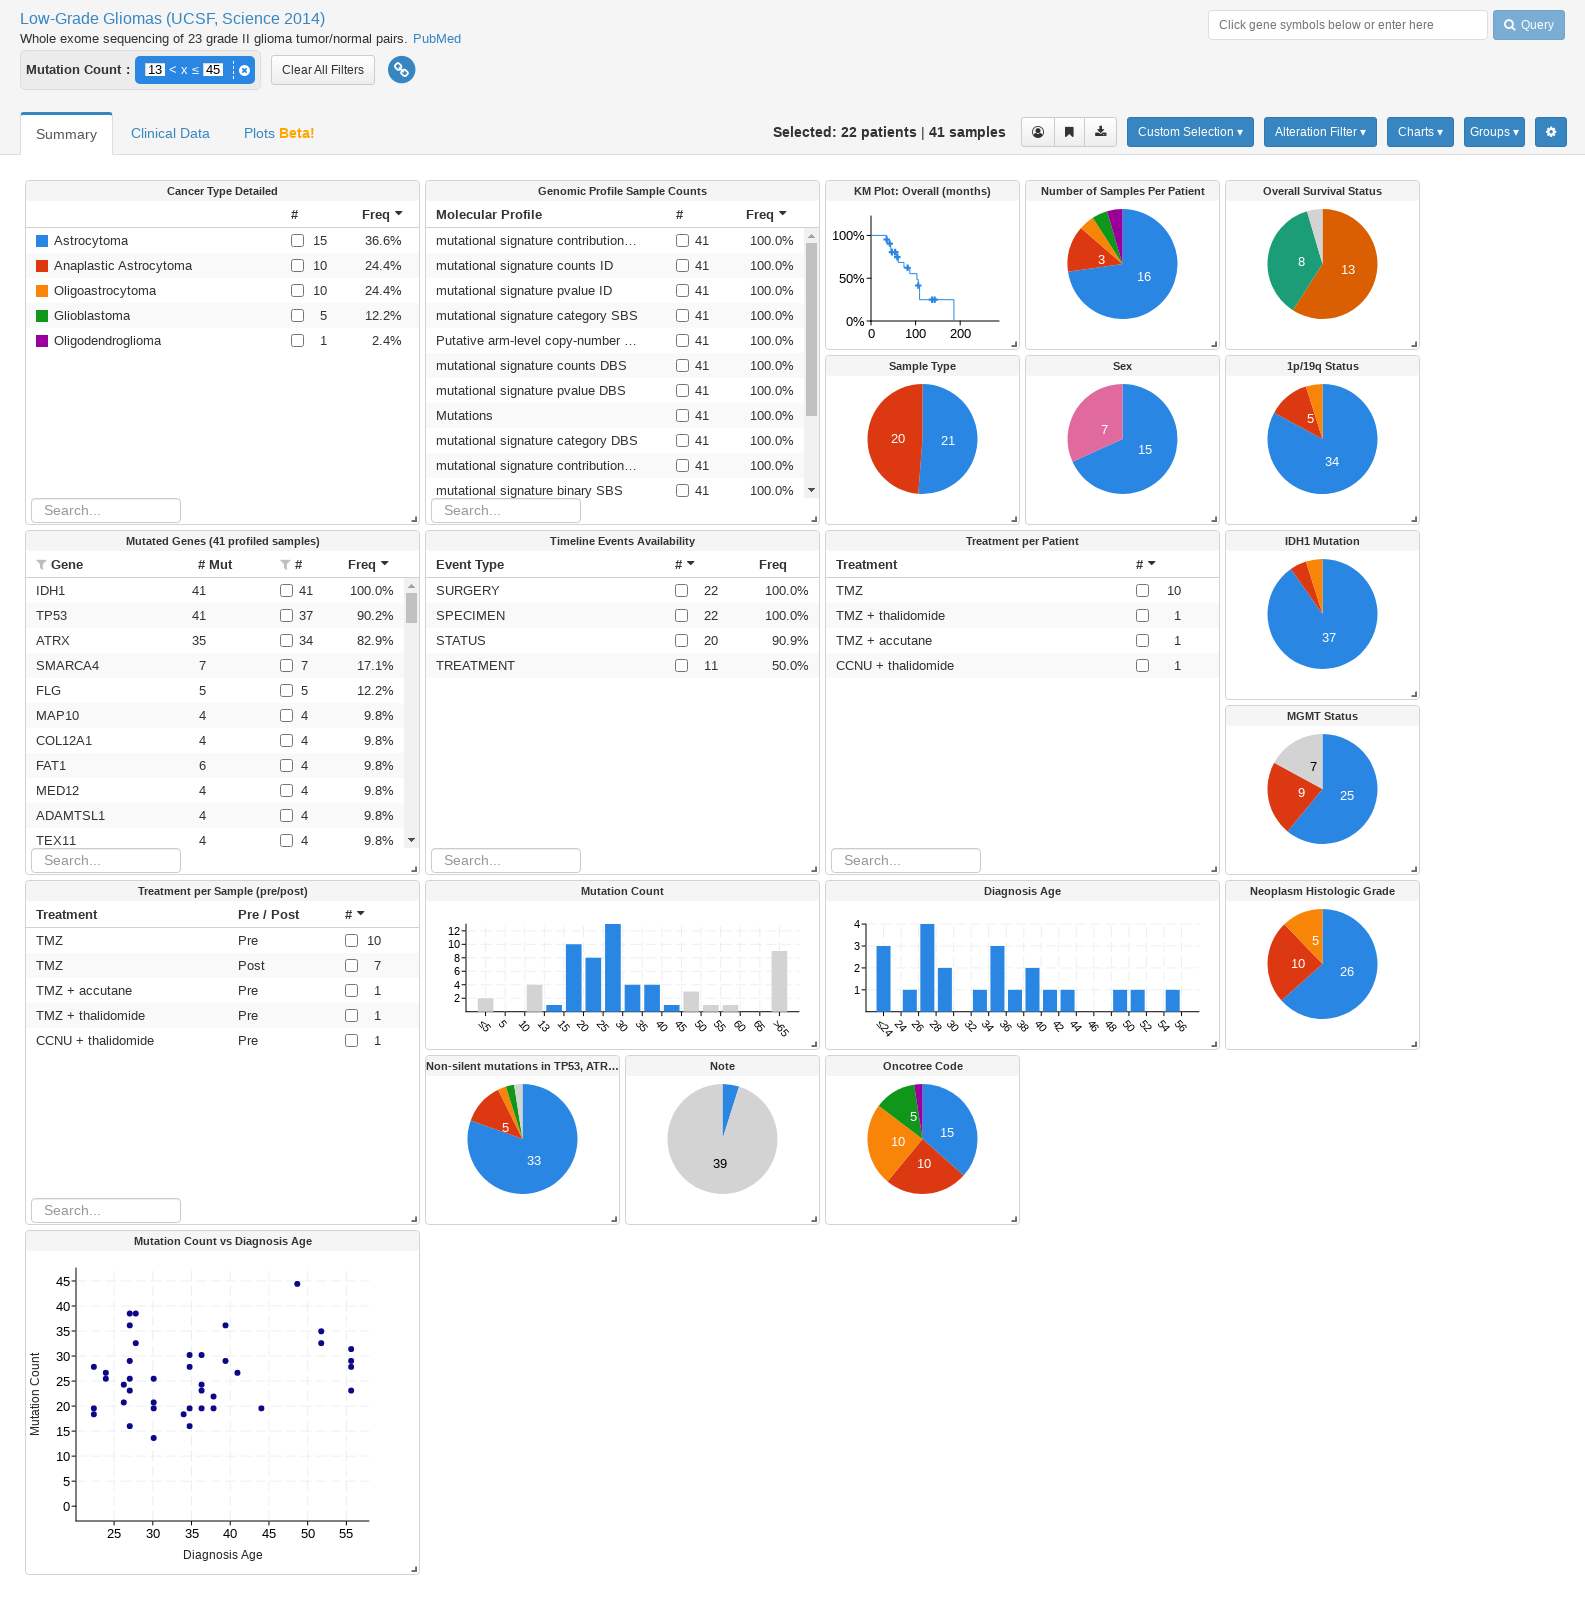 Low-Grade Gliomas (UCSF, Science 2014)
Whole exome sequencing of 23 grade II glioma tumor/normal pairs. PubMed
Click gene symbols below or enter here
Query
Mutation Count : 13 < x ≤ 45
Clear All Filters
Summary
Clinical Data
Plots Beta!
Selected: 22 patients | 41 samples
Custom Selection ▾
Alteration Filter ▾
Charts ▾
Groups ▾
Cancer Type Detailed
# Freq
Astrocytoma 15 36.6%
Anaplastic Astrocytoma 10 24.4%
Oligoastrocytoma 10 24.4%
Glioblastoma 5 12.2%
Oligodendroglioma 1 2.4%
Search...
Genomic Profile Sample Counts
Molecular Profile # Freq
mutational signature contribution… 41 100.0%
mutational signature counts ID 41 100.0%
mutational signature pvalue ID 41 100.0%
mutational signature category SBS 41 100.0%
Putative arm-level copy-number … 41 100.0%
mutational signature counts DBS 41 100.0%
mutational signature pvalue DBS 41 100.0%
Mutations 41 100.0%
mutational signature category DBS 41 100.0%
mutational signature contribution… 41 100.0%
mutational signature binary SBS 41 100.0%
Search...
KM Plot: Overall (months)
100%
50%
0%
0 100 200
Number of Samples Per Patient
3
16
Overall Survival Status
8
13
Sample Type
20
21
Sex
7
15
1p/19q Status
5
34
Mutated Genes (41 profiled samples)
Gene # Mut # Freq
IDH1 41 41 100.0%
TP53 41 37 90.2%
ATRX 35 34 82.9%
SMARCA4 7 7 17.1%
FLG 5 5 12.2%
MAP10 4 4 9.8%
COL12A1 4 4 9.8%
FAT1 6 4 9.8%
MED12 4 4 9.8%
ADAMTSL1 4 4 9.8%
TEX11 4 4 9.8%
Search...
Timeline Events Availability
Event Type # Freq
SURGERY 22 100.0%
SPECIMEN 22 100.0%
STATUS 20 90.9%
TREATMENT 11 50.0%
Search...
Treatment per Patient
Treatment #
TMZ 10
TMZ + thalidomide 1
TMZ + accutane 1
CCNU + thalidomide 1
Search...
IDH1 Mutation
37
MGMT Status
7
9
25
Treatment per Sample (pre/post)
Treatment Pre / Post #
TMZ Pre 10
TMZ Post 7
TMZ + accutane Pre 1
TMZ + thalidomide Pre 1
CCNU + thalidomide Pre 1
Search...
Mutation Count
12
10
8
6
4
2
≤5 5 10 13 15 20 25 30 35 40 45 50 55 60 65 >65
Diagnosis Age
4
3
2
1
≤24 24 26 28 30 32 34 36 38 40 42 44 46 48 50 52 54 56
Neoplasm Histologic Grade
5
10
26
Non-silent mutations in TP53, ATR…
5
33
Note
39
Oncotree Code
5
15
10
10
Mutation Count vs Diagnosis Age
Mutation Count
45
40
35
30
25
20
15
10
5
0
25 30 35 40 45 50 55
Diagnosis Age